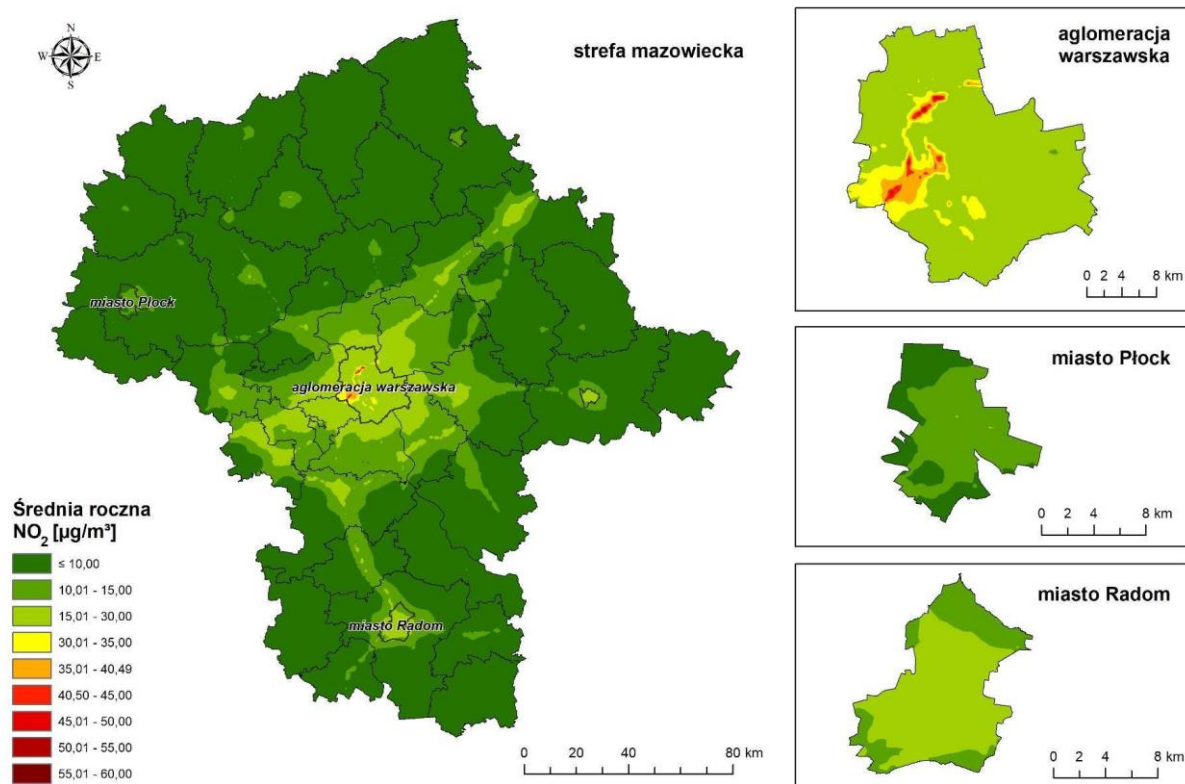 N
W E
S
strefa mazowiecka
miasto Płock
aglomeracja warszawska
miasto Radom
Średnia roczna
NO₂ [µg/m³]
≤ 10,00
10,01 - 15,00
15,01 - 30,00
30,01 - 35,00
35,01 - 40,49
40,50 - 45,00
45,01 - 50,00
50,01 - 55,00
55,01 - 60,00
0 20 40 80 km
aglomeracja
warszawska
0 2 4 8 km
miasto Płock
0 2 4 8 km
miasto Radom
0 2 4 8 km